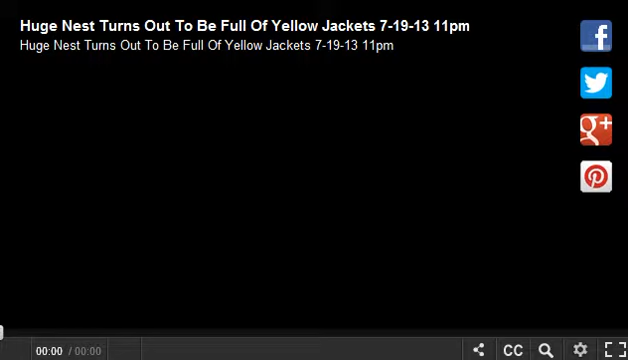 Huge Nest Turns Out To Be Full Of Yellow Jackets 7-19-13 11pm
Huge Nest Turns Out To Be Full Of Yellow Jackets 7-19-13 11pm
f
g+
00:00 / 00:00
CC